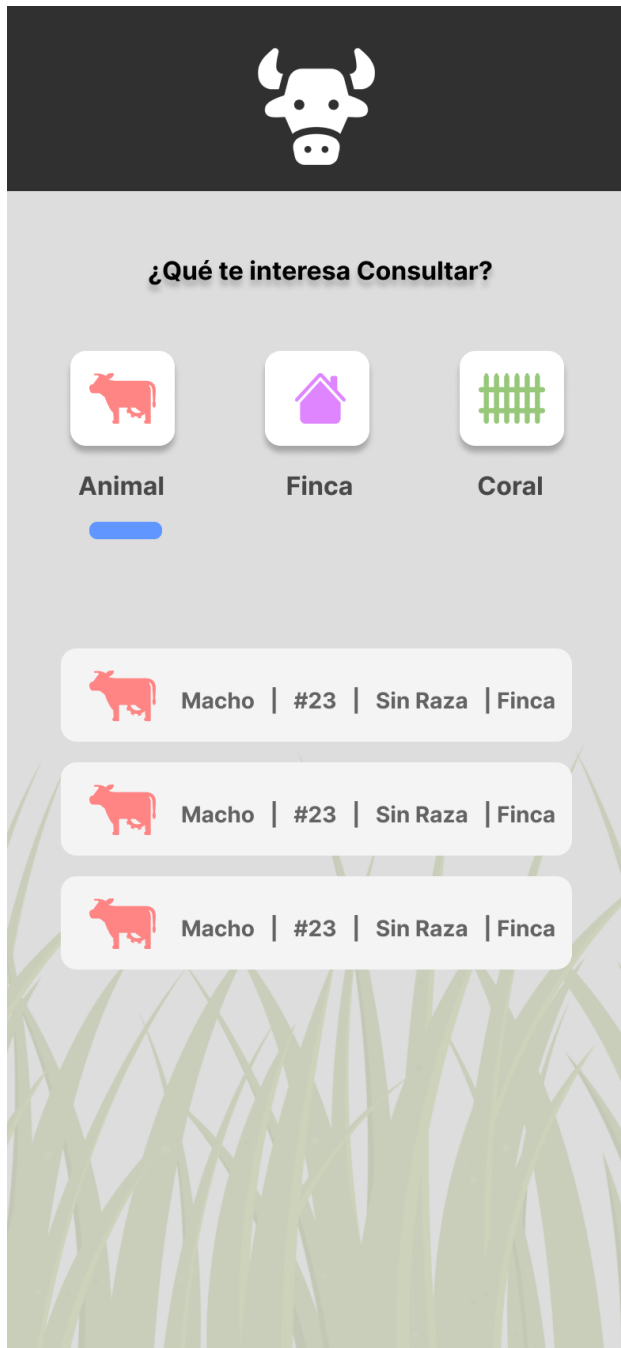 ¿Qué te interesa Consultar?
Animal Finca Coral
Macho | #23 | Sin Raza | Finca
Macho | #23 | Sin Raza | Finca
Macho | #23 | Sin Raza | Finca